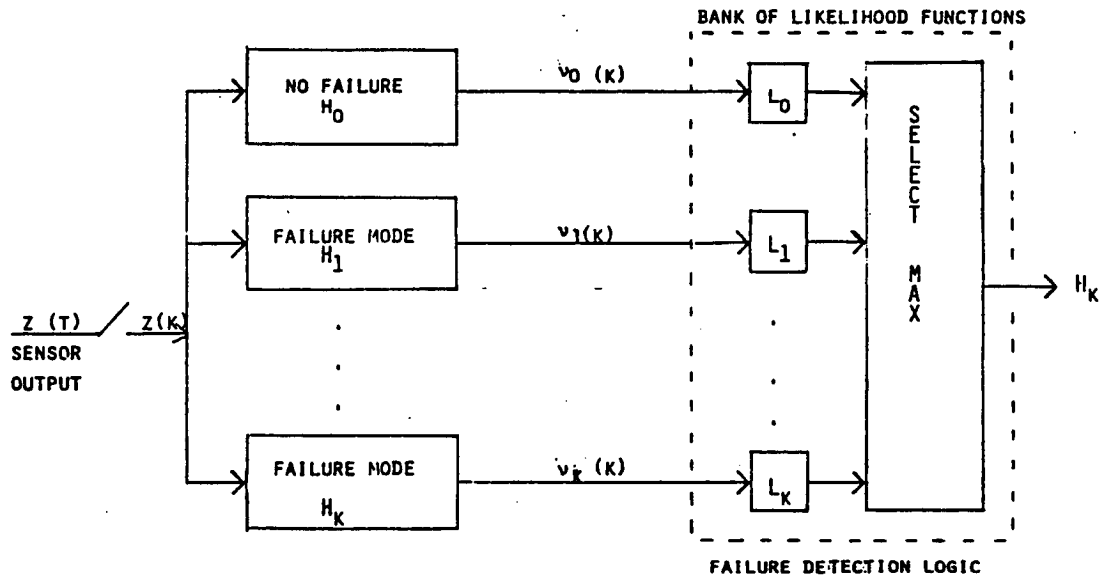 BANK OF LIKELIHOOD FUNCTIONS
NO FAILURE
H0
ν0 (K)
L0
FAILURE MODE
H1
ν1(K)
L1
SELECT MAX
HK
Z (T)
Z(K)
SENSOR
OUTPUT
FAILURE MODE
HK
νK (K)
LK
FAILURE DETECTION LOGIC